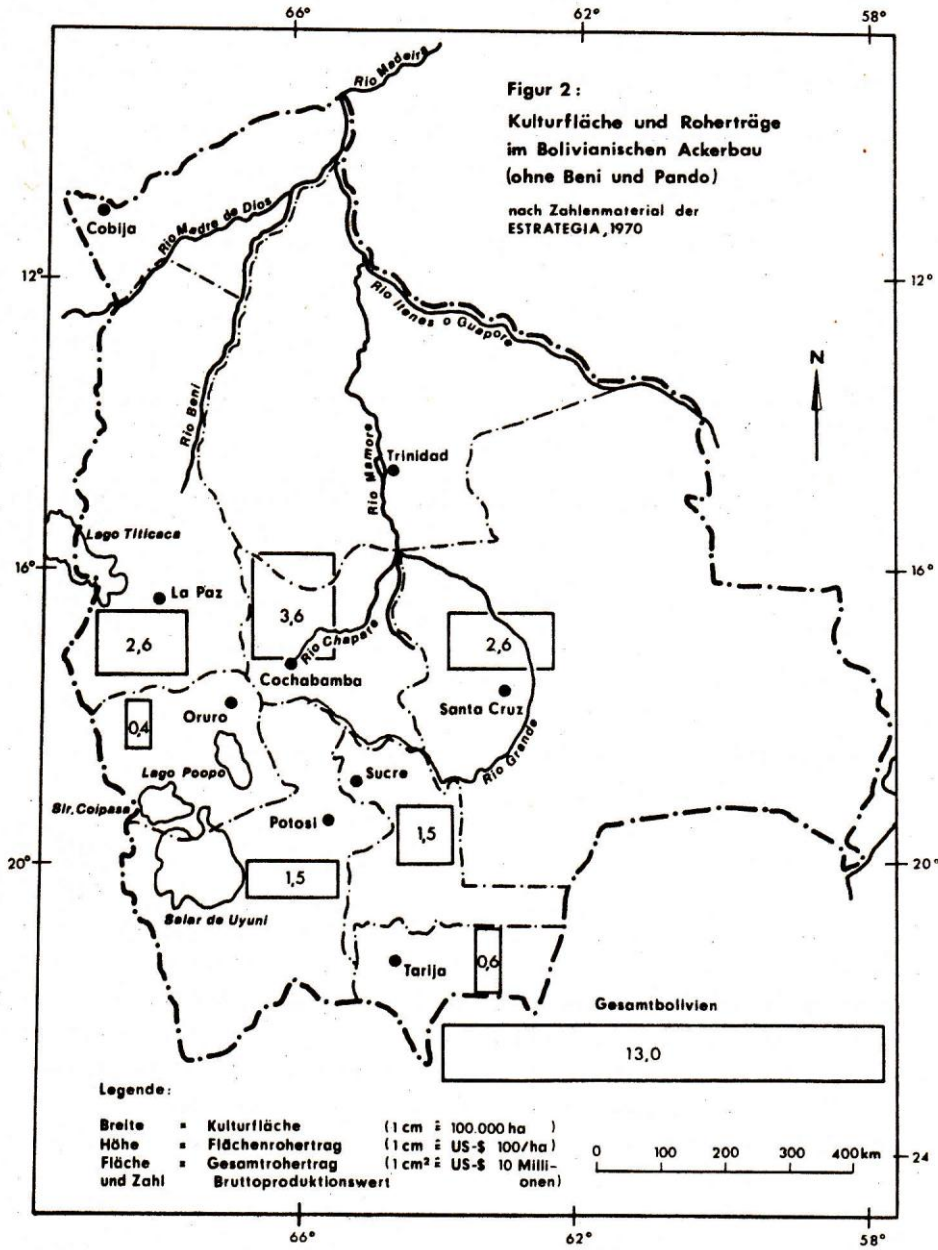 66° 62° 58°
Rio Madeira
Figur 2:
Kulturfläche und Roherträge
im Bolivianischen Ackerbau
(ohne Beni und Pando)
nach Zahlenmaterial der
ESTRATEGIA, 1970
Cobija
Rio Madre de Dios
12° 12°
Rio Itenes o Guapore
N
Rio Beni
Rio Mamore
Trinidad
Lago Titicaca
16° 16°
La Paz
3,6
2,6
2,6
Rio Chapare
Cochabamba
Santa Cruz
Oruro
0,4
Rio Grande
Lago Poopo
Sucre
Slr. Coipasa
Potosi
1,5
20° 20°
1,5
Salar de Uyuni
Tarija
0,6
Gesamtbolivien
13,0
Legende:
Breite = Kulturfläche (1 cm ≙ 100.000 ha )
Höhe = Flächenrohertrag (1 cm ≙ US-$ 100/ha)
Fläche = Gesamtrohertrag (1 cm² ≙ US-$ 10 Milli-
und Zahl Bruttoproduktionswert onen)
0 100 200 300 400km
24
66° 62° 58°